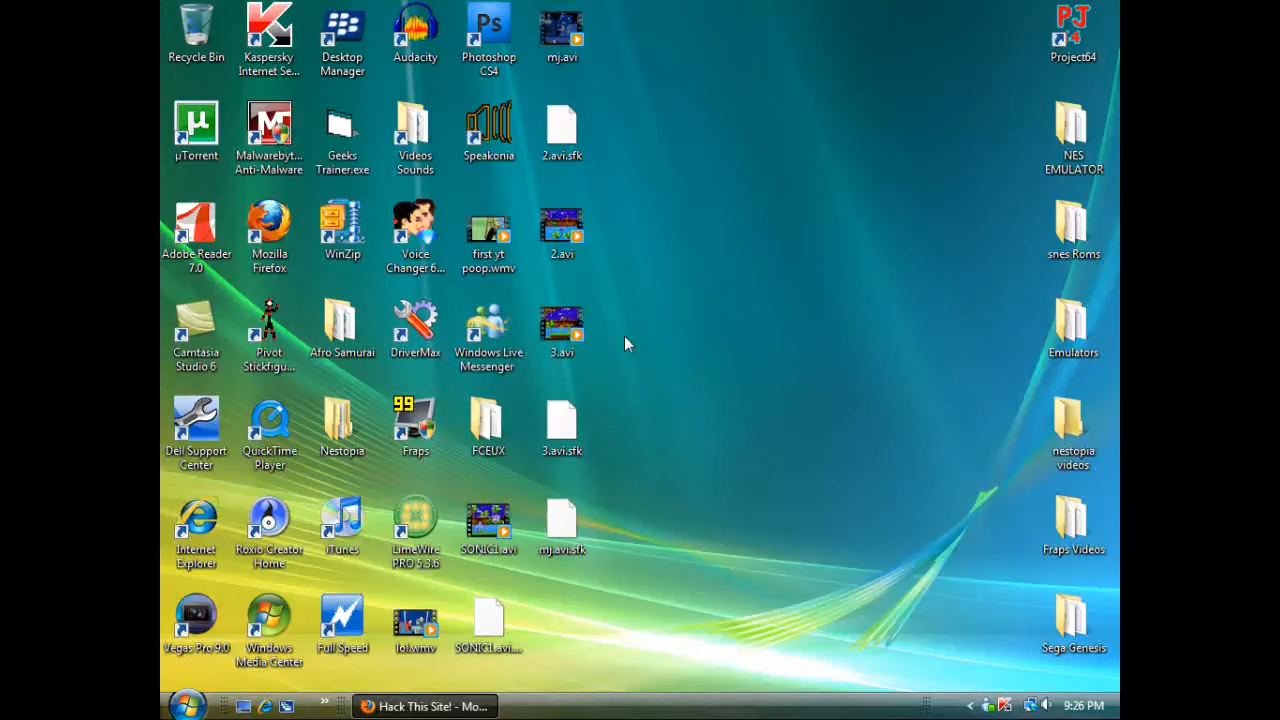 Recycle Bin
Kaspersky
Internet Se...
Desktop
Manager
Audacity
Ps
Photoshop
CS4
mj.avi
PJ
64
Project64
µ
µTorrent
M
Malwarebyt...
Anti-Malware
Geeks
Trainer.exe
Videos
Sounds
Speakonia
2.avi.sfk
NES
EMULATOR
Adobe Reader
7.0
Mozilla
Firefox
WinZip
Voice
Changer 6...
first yt
poop.wmv
2.avi
snes Roms
Camtasia
Studio 6
Pivot
Stickfigu...
Afro Samurai
DriverMax
Windows Live
Messenger
3.avi
Emulators
Dell Support
Center
QuickTime
Player
Nestopia
99
Fraps
FCEUX
3.avi.sfk
nestopia
videos
Internet
Explorer
Roxio Creator
Home
iTunes
LimeWire
PRO 5.3.6
SONIC1.avi
mj.avi.sfk
Fraps Videos
Vegas Pro 9.0
Windows
Media Center
Full Speed
lol.wmv
SONIC1.avi....
Sega Genesis
Hack This Site! - Mo...
9:26 PM